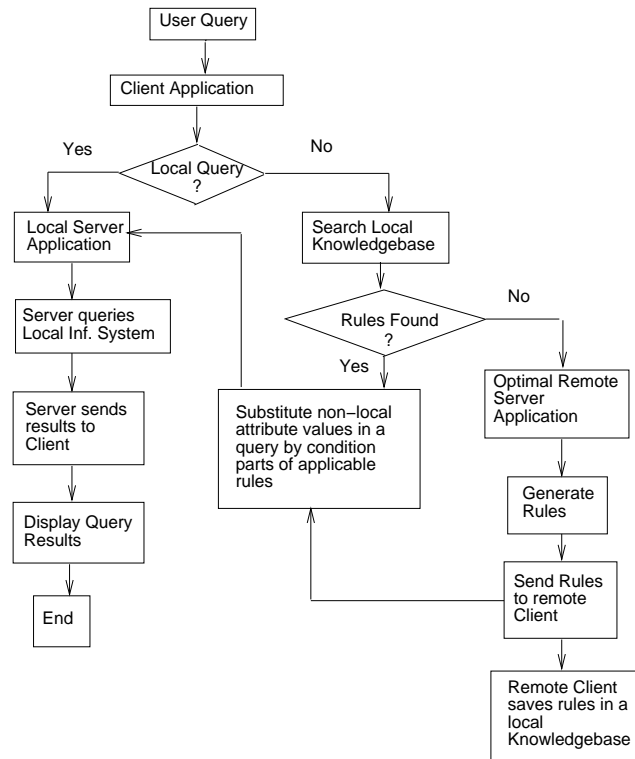 User Query
Client Application
Yes
No
Local Query
?
Local Server
Application
Search Local
Knowledgebase
Server queries
Local Inf. System
Rules Found
?
No
Yes
Server sends
results to
Client
Substitute non–local
attribute values in a
query by condition
parts of applicable
rules
Optimal Remote
Server
Application
Generate
Rules
Display Query
Results
Send Rules
to remote
Client
End
Remote Client
saves rules in a
local
Knowledgebase